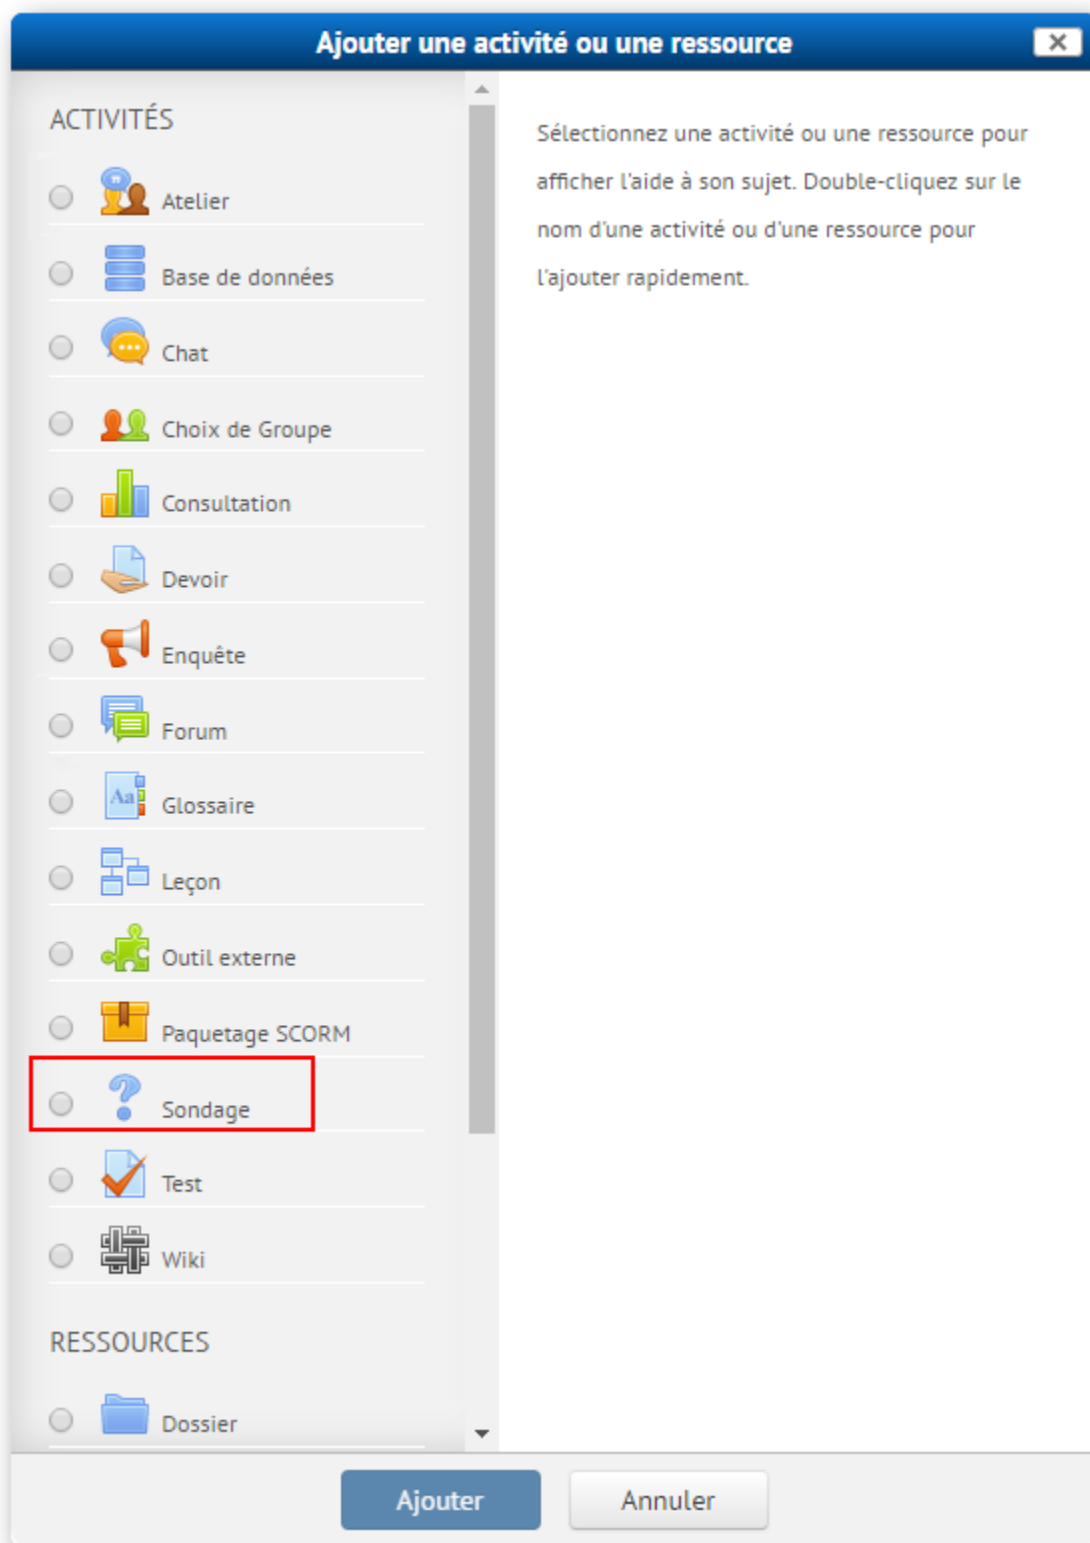 Ajouter une activité ou une ressource
ACTIVITÉS
Atelier
Base de données
Chat
Choix de Groupe
Consultation
Devoir
Enquête
Forum
Aa
Glossaire
Leçon
Outil externe
Paquetage SCORM
Sondage
Test
Wiki
RESSOURCES
Dossier
Sélectionnez une activité ou une ressource pour
afficher l'aide à son sujet. Double-cliquez sur le
nom d'une activité ou d'une ressource pour
l'ajouter rapidement.
Ajouter
Annuler